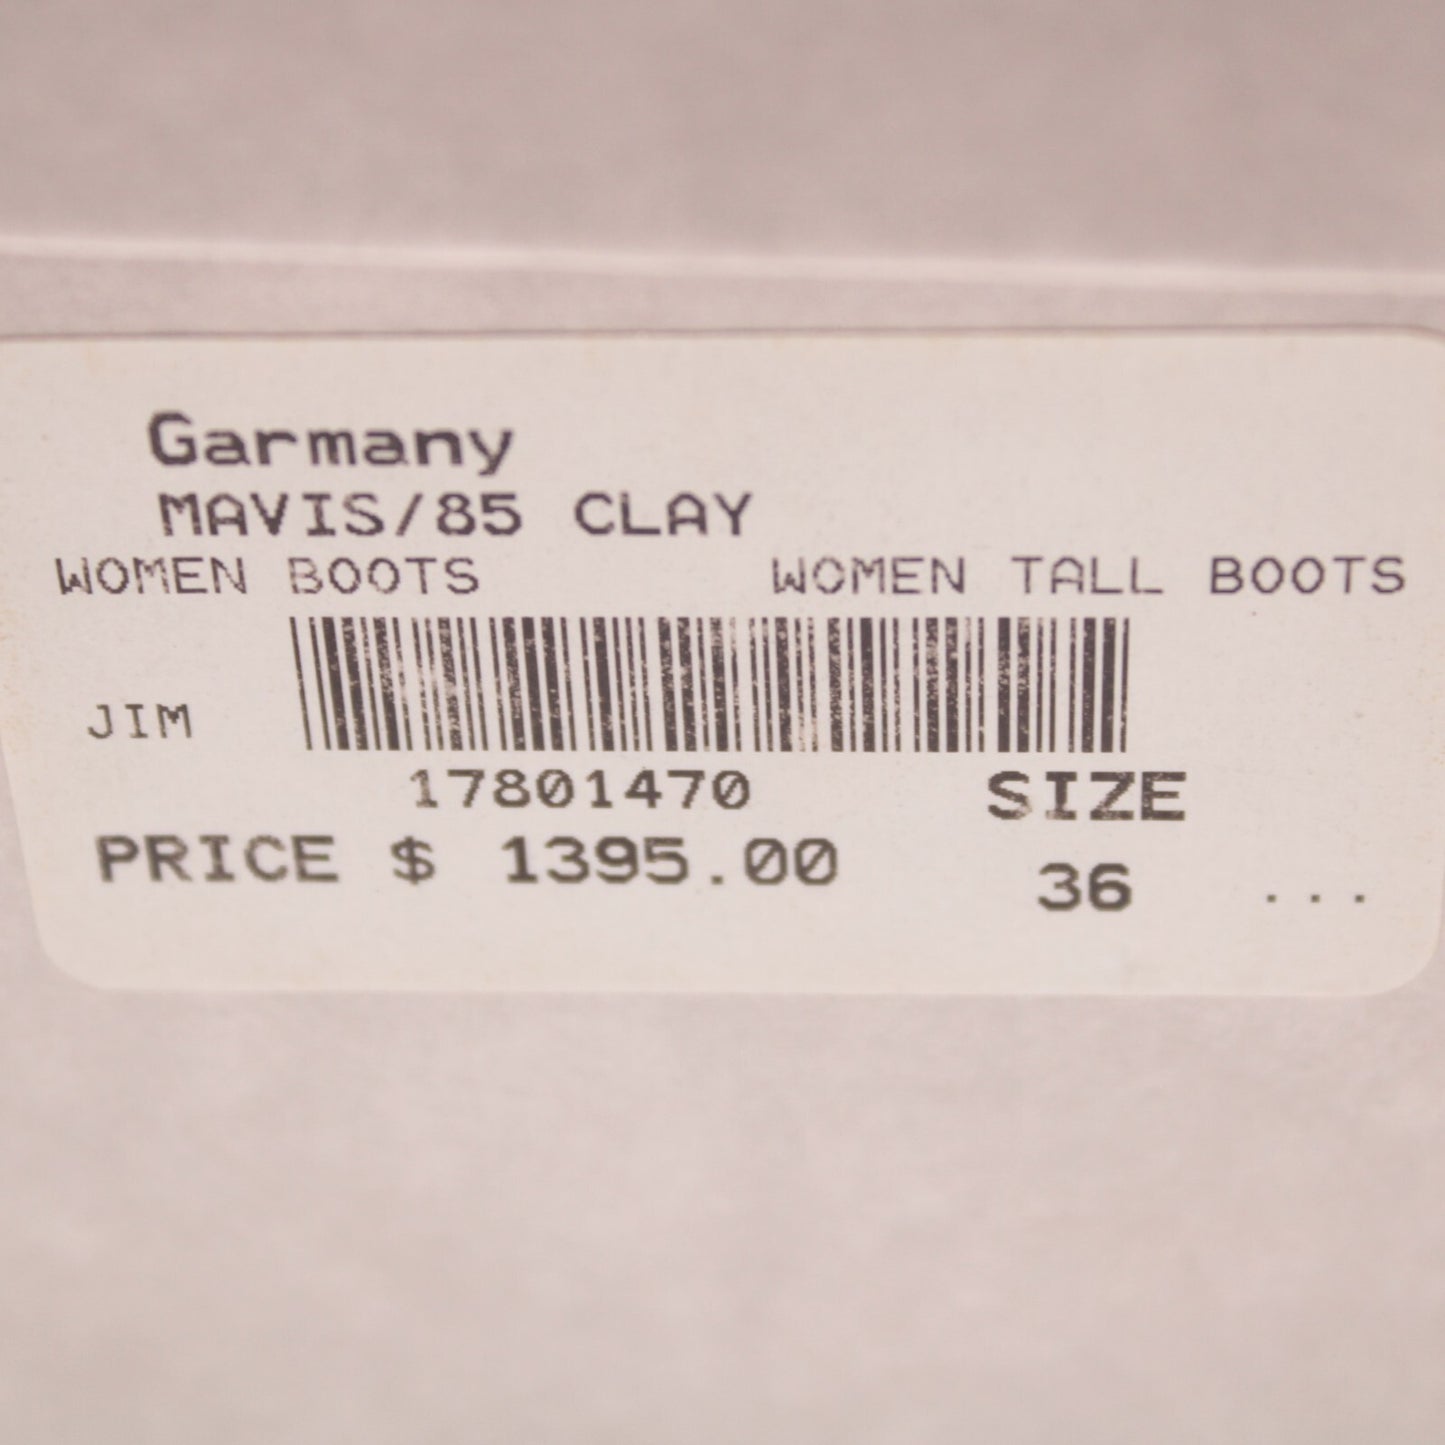 Garmany
MAVIS/85 CLAY
WOMEN BOOTS WOMEN TALL BOOTS
JIM
17801470 SIZE
PRICE $ 1395.00 36 ...